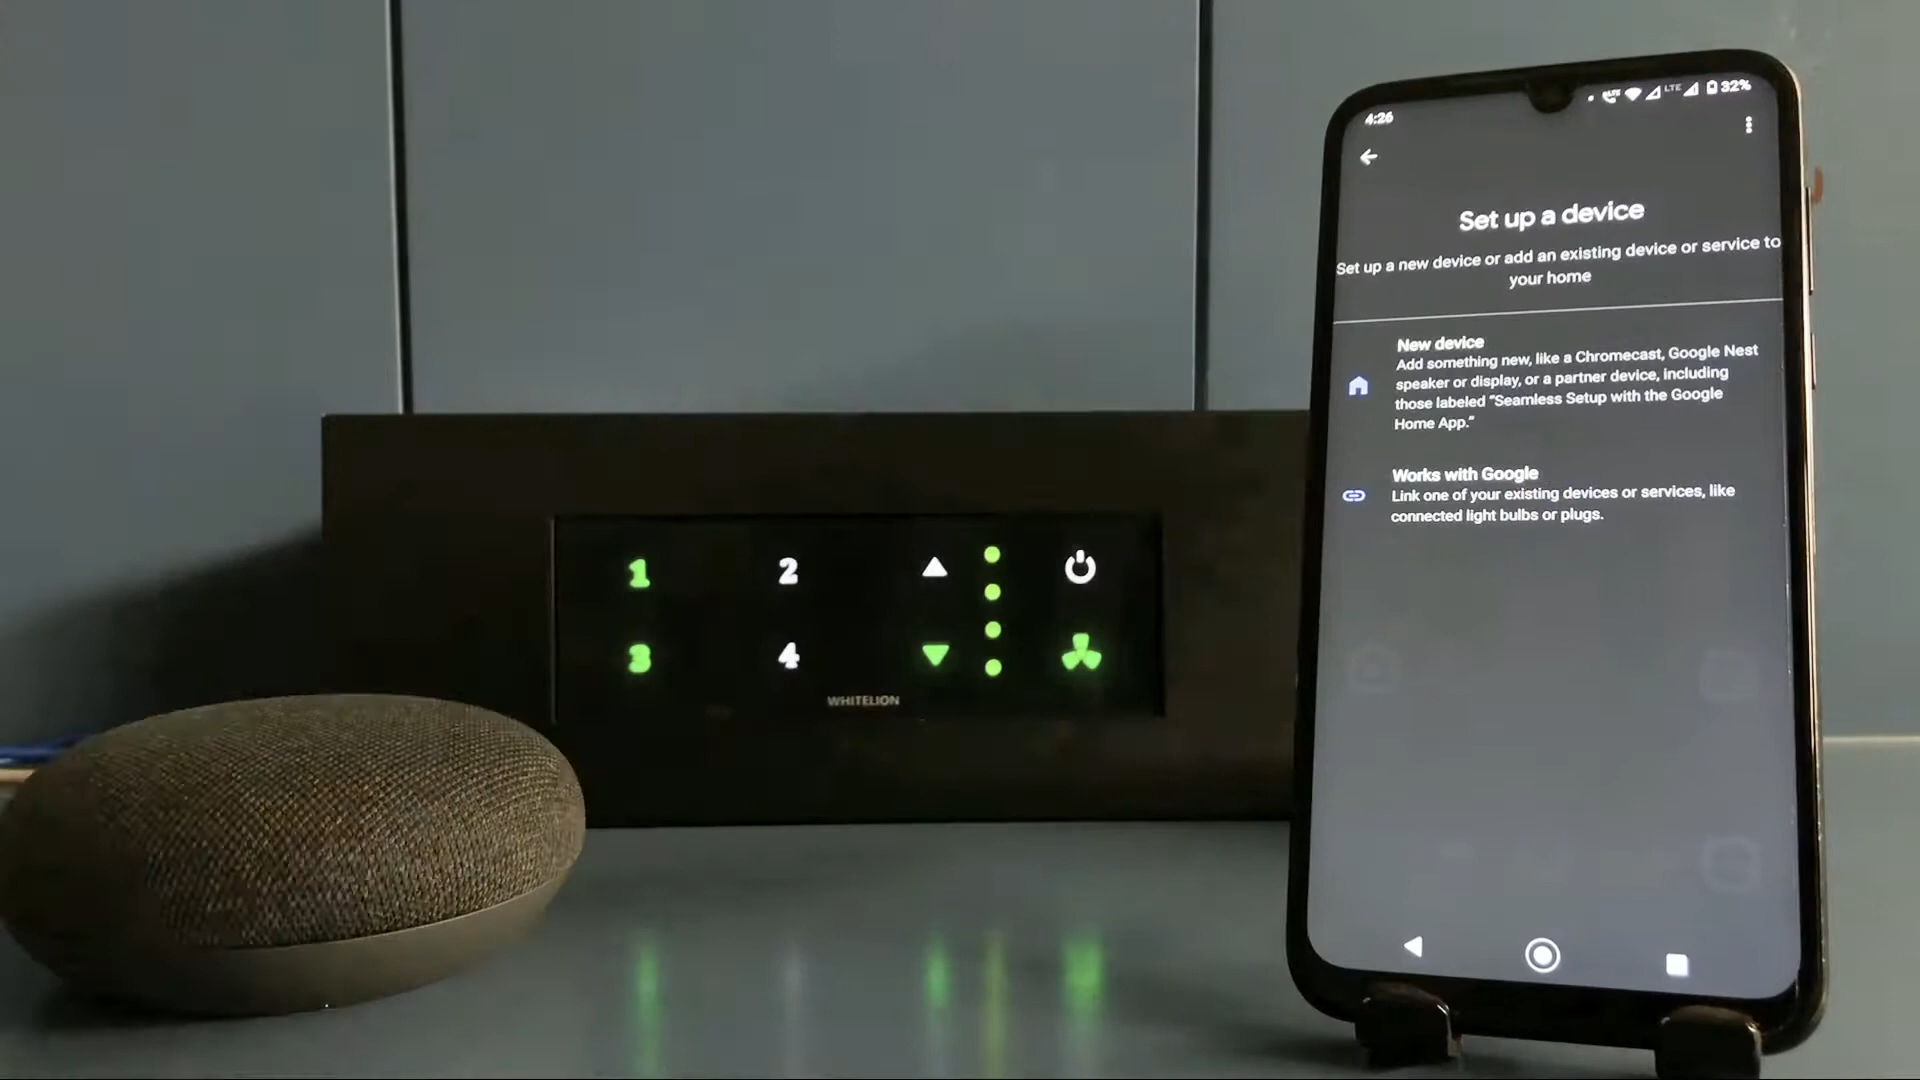 4:26
LTE
32%
Set up a device
Set up a new device or add an existing device or service to
your home
New device
Add something new, like a Chromecast, Google Nest
speaker or display, or a partner device, including
those labeled “Seamless Setup with the Google
Home App.”
Works with Google
Link one of your existing devices or services, like
connected light bulbs or plugs.
1 2
3 4
WHITELION